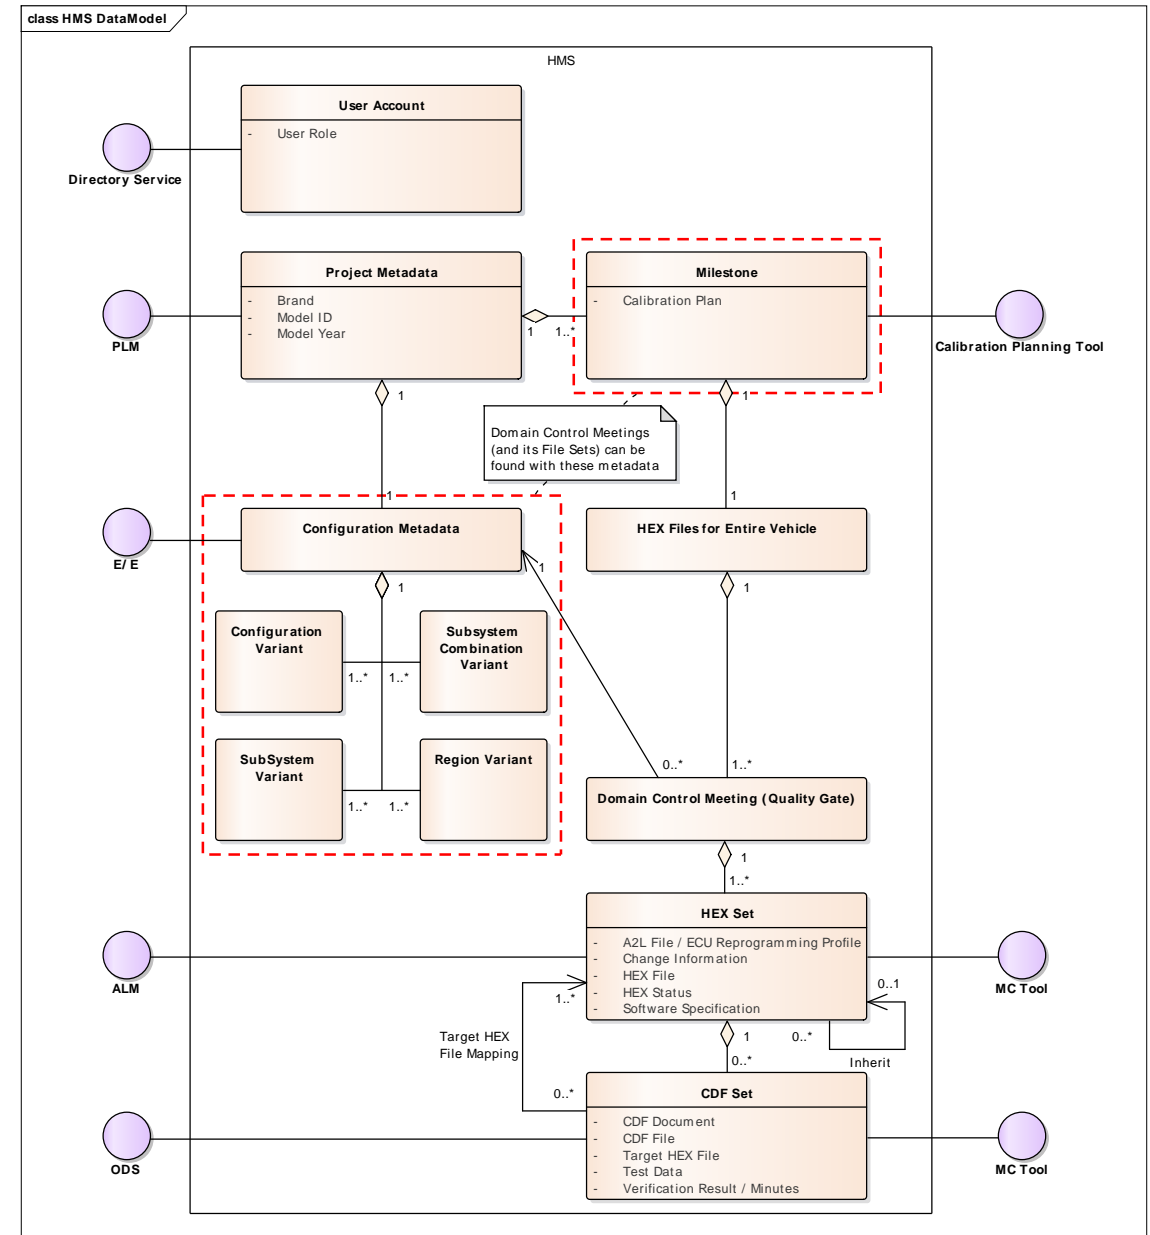 class HMS DataModel
HMS
User Account
- User Role
Directory Service
Project Metadata
- Brand
- Model ID
- Model Year
PLM
1
1..*
Milestone
- Calibration Plan
Calibration Planning Tool
1
1
Domain Control Meetings
(and its File Sets) can be
found with these metadata
1
1
Configuration Metadata
HEX Files for Entire Vehicle
E/ E
1
1
1
Configuration
Variant
Subsystem
Combination
Variant
1..*
1..*
SubSystem
Variant
Region Variant
1..*
1..*
0..*
1..*
Domain Control Meeting (Quality Gate)
1
1..*
HEX Set
- A2L File / ECU Reprogramming Profile
- Change Information
- HEX File
- HEX Status
- Software Specification
ALM
MC Tool
1..*
0..1
0..*
Inherit
Target HEX
File Mapping
1
0..*
0..*
CDF Set
- CDF Document
- CDF File
- Target HEX File
- Test Data
- Verification Result / Minutes
ODS
MC Tool